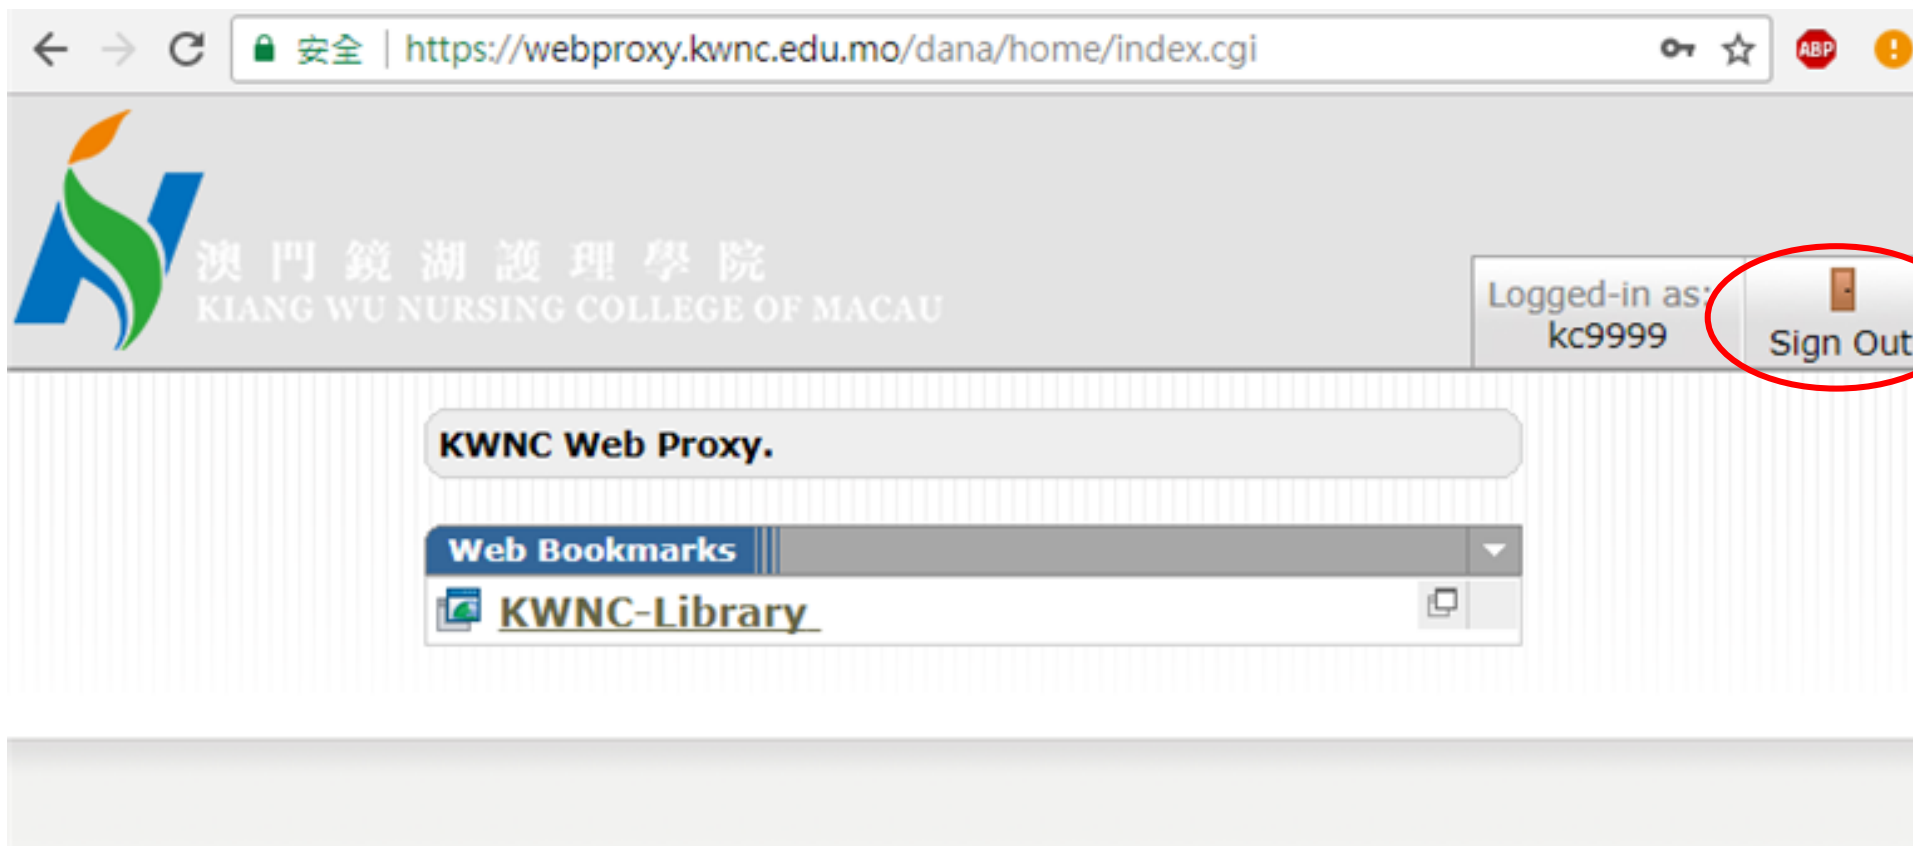 安全 | https://webproxy.kwnc.edu.mo/dana/home/index.cgi
ABP
澳門鏡湖護理學院
KIANG WU NURSING COLLEGE OF MACAU
Logged-in as:
kc9999
Sign Out
KWNC Web Proxy.
Web Bookmarks
KWNC-Library